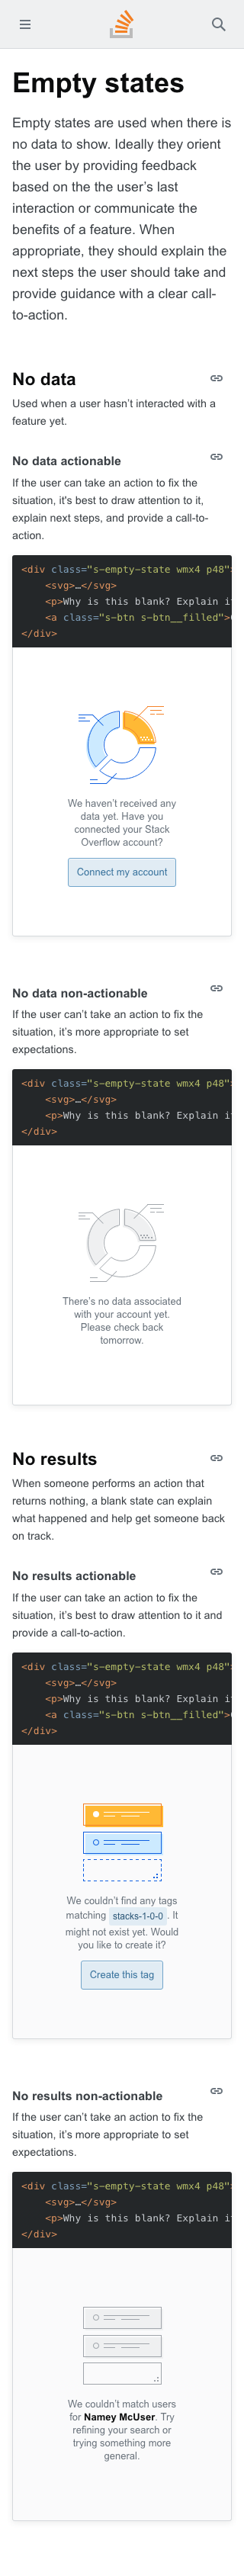 Empty states
Empty states are used when there is
no data to show. Ideally they orient
the user by providing feedback
based on the the user’s last
interaction or communicate the
benefits of a feature. When
appropriate, they should explain the
next steps the user should take and
provide guidance with a clear call-
to-action.
No data
Used when a user hasn’t interacted with a
feature yet.
No data actionable
If the user can take an action to fix the
situation, it's best to draw attention to it,
explain next steps, and provide a call-to-
action.
<div class="s-empty-state wmx4 p48">
<svg>…</svg>
<p>Why is this blank? Explain
<a class="s-btn s-btn__filled">
</div>
We haven’t received any
data yet. Have you
connected your Stack
Overflow account?
Connect my account
No data non-actionable
If the user can’t take an action to fix the
situation, it’s more appropriate to set
expectations.
<div class="s-empty-state wmx4 p48">
<svg>…</svg>
<p>Why is this blank? Explain
</div>
There’s no data associated
with your account yet.
Please check back
tomorrow.
No results
When someone performs an action that
returns nothing, a blank state can explain
what happened and help get someone back
on track.
No results actionable
If the user can take an action to fix the
situation, it’s best to draw attention to it and
provide a call-to-action.
<div class="s-empty-state wmx4 p48">
<svg>…</svg>
<p>Why is this blank? Explain
<a class="s-btn s-btn__filled">
</div>
We couldn’t find any tags
matching stacks-1-0-0 . It
might not exist yet. Would
you like to create it?
Create this tag
No results non-actionable
If the user can’t take an action to fix the
situation, it’s more appropriate to set
expectations.
<div class="s-empty-state wmx4 p48">
<svg>…</svg>
<p>Why is this blank? Explain
</div>
We couldn’t match users
for Namey McUser. Try
refining your search or
trying something more
general.